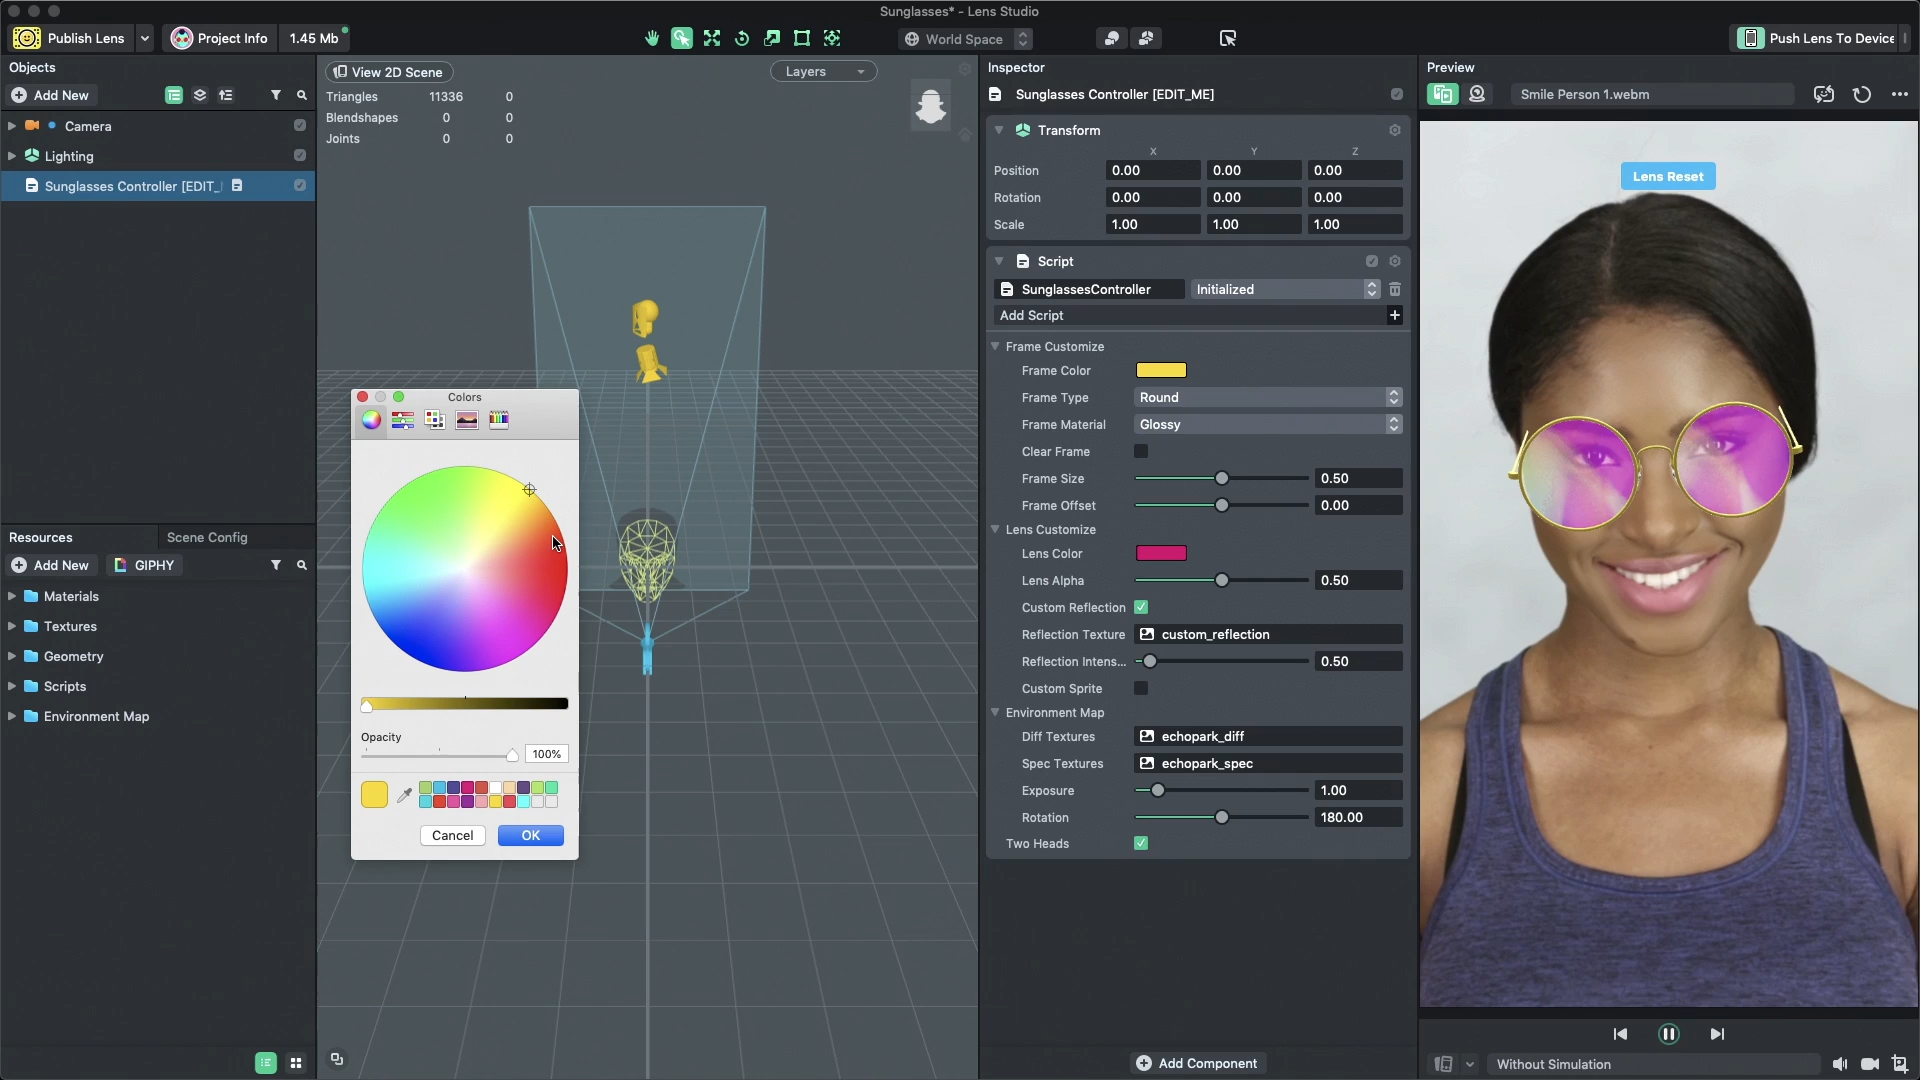 Sunglasses* - Lens Studio
Publish Lens
Project Info
1.45 Mb
World Space
Push Lens To Device
Objects
Add New
Camera
Lighting
Sunglasses Controller [EDIT_
View 2D Scene
Layers
Triangles 11336 0
Blendshapes 0 0
Joints 0 0
Colors
Opacity
100%
Cancel
OK
Resources
Scene Config
Add New
GIPHY
Materials
Textures
Geometry
Scripts
Environment Map
Inspector
Sunglasses Controller [EDIT_ME]
Transform
X Y Z
Position 0.00 0.00 0.00
Rotation 0.00 0.00 0.00
Scale 1.00 1.00 1.00
Script
SunglassesController Initialized
Add Script
Frame Customize
Frame Color
Frame Type Round
Frame Material Glossy
Clear Frame
Frame Size 0.50
Frame Offset 0.00
Lens Customize
Lens Color
Lens Alpha 0.50
Custom Reflection
Reflection Texture custom_reflection
Reflection Intens... 0.50
Custom Sprite
Environment Map
Diff Textures echopark_diff
Spec Textures echopark_spec
Exposure 1.00
Rotation 180.00
Two Heads
Add Component
Preview
Smile Person 1.webm
Lens Reset
Without Simulation